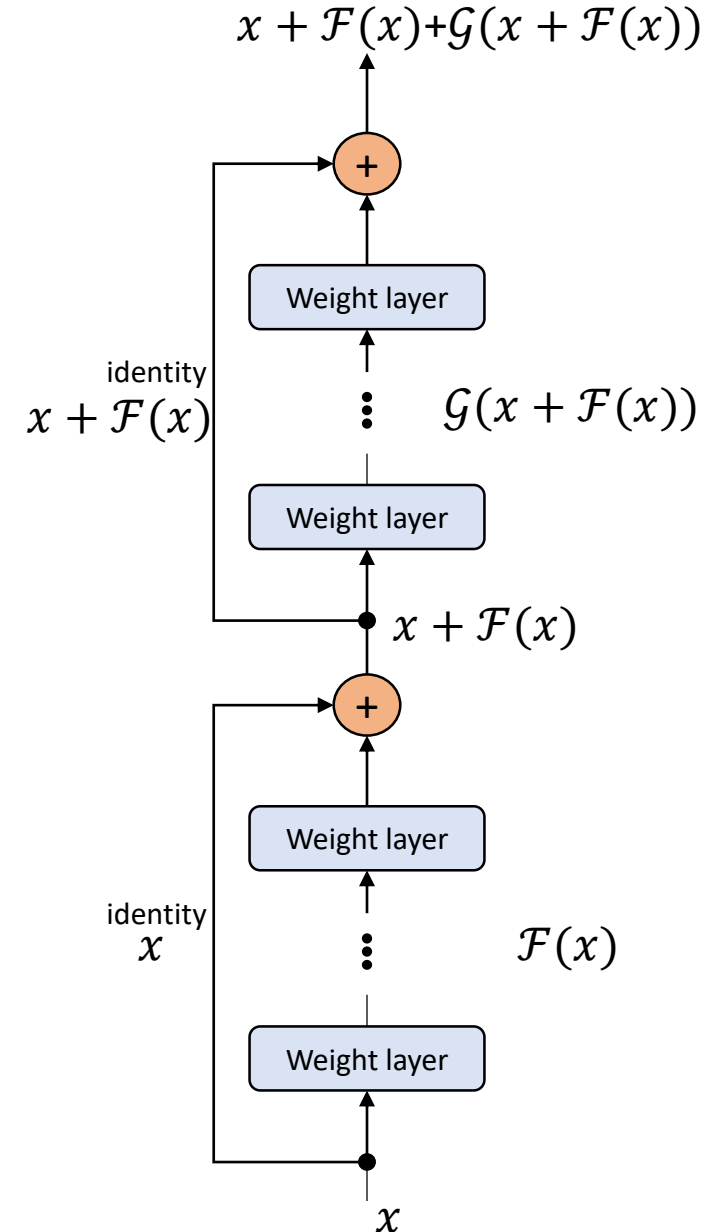 x + ℱ(x)+𝒢(x + ℱ(x))
+
Weight layer
identity
x + ℱ(x)
𝒢(x + ℱ(x))
Weight layer
x + ℱ(x)
+
Weight layer
identity
x
ℱ(x)
Weight layer
x